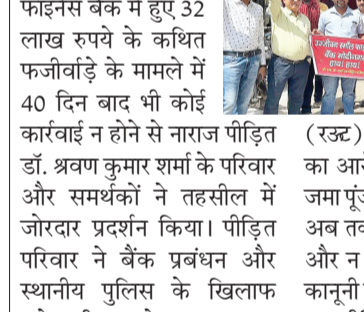 फाइनेंस बैंक में हुए 32
लाख रुपये के कथित
फर्जीवाड़े के मामले में
40 दिन बाद भी कोई
कार्रवाई न होने से नाराज पीड़ित
डॉ. श्रवण कुमार शर्मा के परिवार
और समर्थकों ने तहसील में
जोरदार प्रदर्शन किया। पीड़ित
परिवार ने बैंक प्रबंधन और
स्थानीय पुलिस के खिलाफ
हाय! हाय!
(रउट)
का
जमा
अब
और न
कानूनी